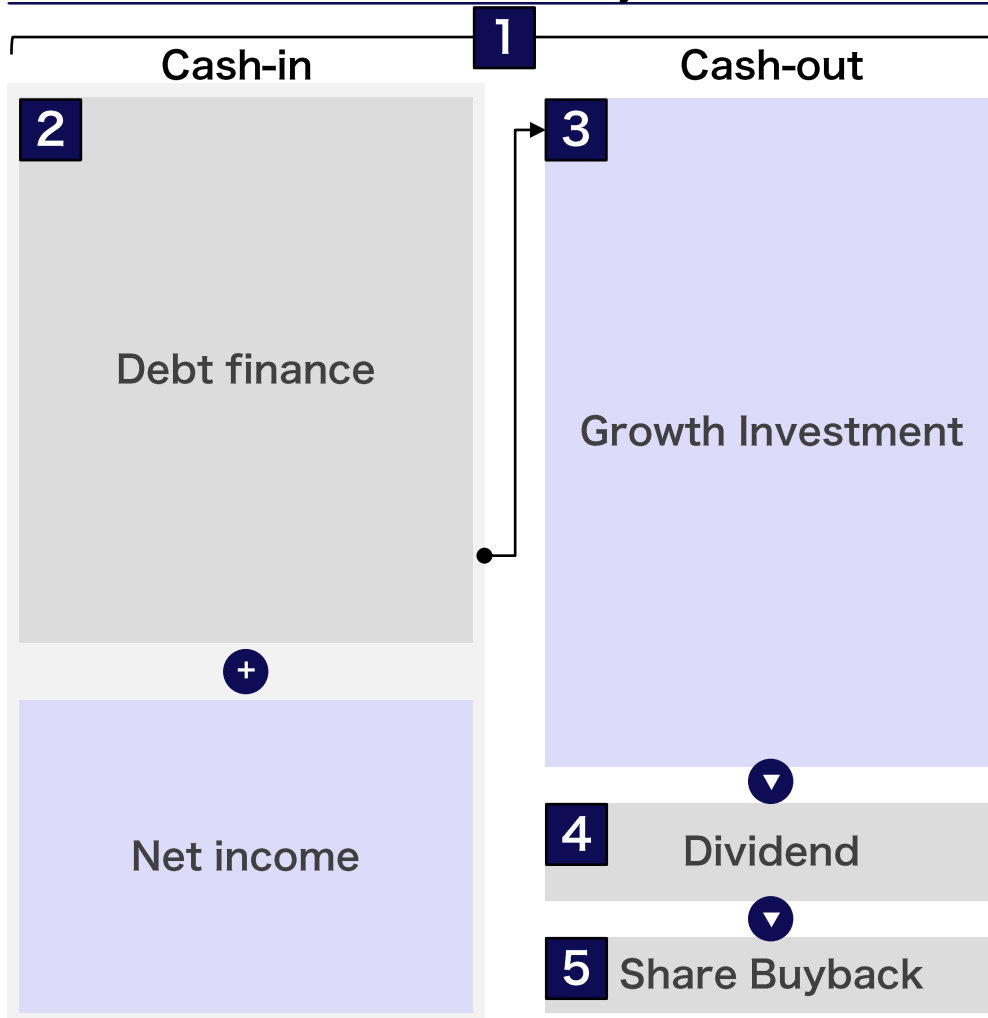 1
Cash-in
Cash-out
2
Debt finance
+
Net income
3
Growth Investment
4
Dividend
5
Share Buyback